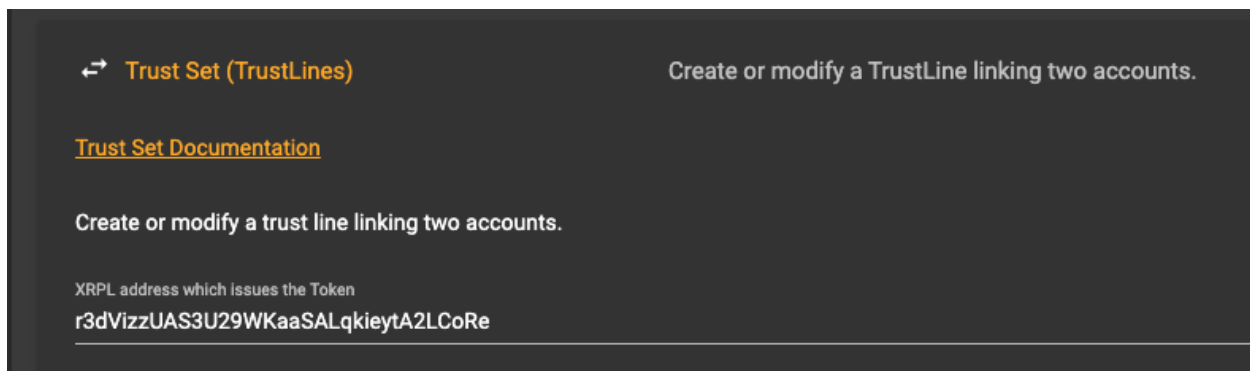 Trust Set (TrustLines) Create or modify a TrustLine linking two accounts.
Trust Set Documentation
Create or modify a trust line linking two accounts.
XRPL address which issues the Token
r3dVizzUAS3U29WKaaSALqkieytA2LCoRe